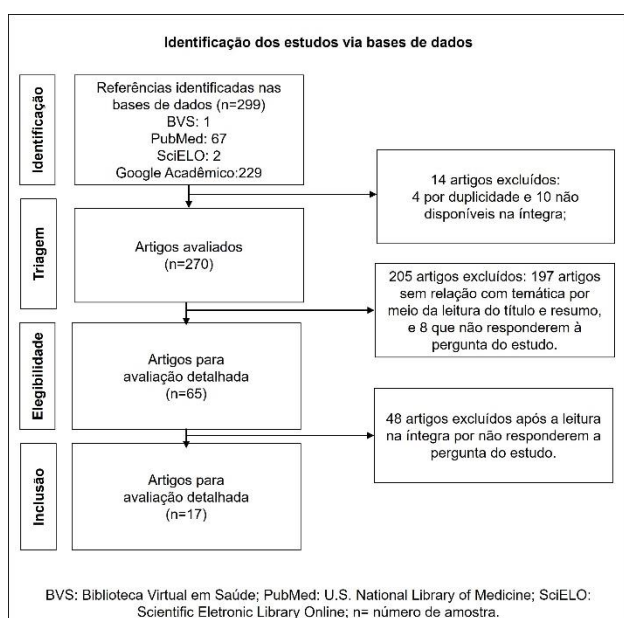 Identificação dos estudos via bases de dados
Identificação
Referências identificadas nas
bases de dados (n=299)
BVS: 1
PubMed: 67
SciELO: 2
Google Acadêmico:229
14 artigos excluídos:
4 por duplicidade e 10 não
disponíveis na íntegra;
Triagem
Artigos avaliados
(n=270)
205 artigos excluídos: 197 artigos
sem relação com temática por
meio da leitura do título e resumo,
e 8 que não responderem à
pergunta do estudo.
Elegibilidade
Artigos para
avaliação detalhada
(n=65)
48 artigos excluídos após a leitura
na íntegra por não responderem a
pergunta do estudo.
Inclusão
Artigos para
avaliação detalhada
(n=17)
BVS: Biblioteca Virtual em Saúde; PubMed: U.S. National Library of Medicine; SciELO:
Scientific Eletronic Library Online; n= número de amostra.